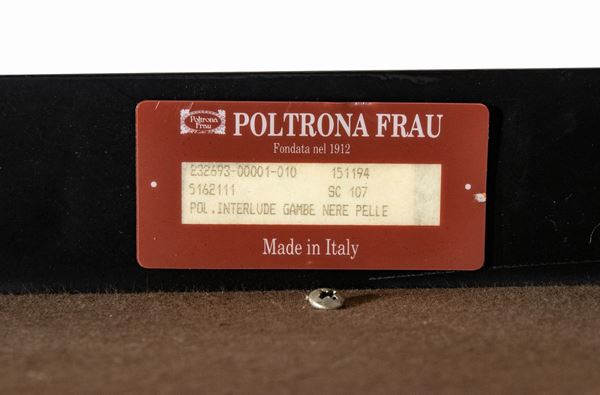 Poltrona
Frau
POLTRONA FRAU
Fondata nel 1912
232693-00001-010 151194
5162111 SC 107
POL.INTERLUDE GAMBE NERE PELLE
Made in Italy